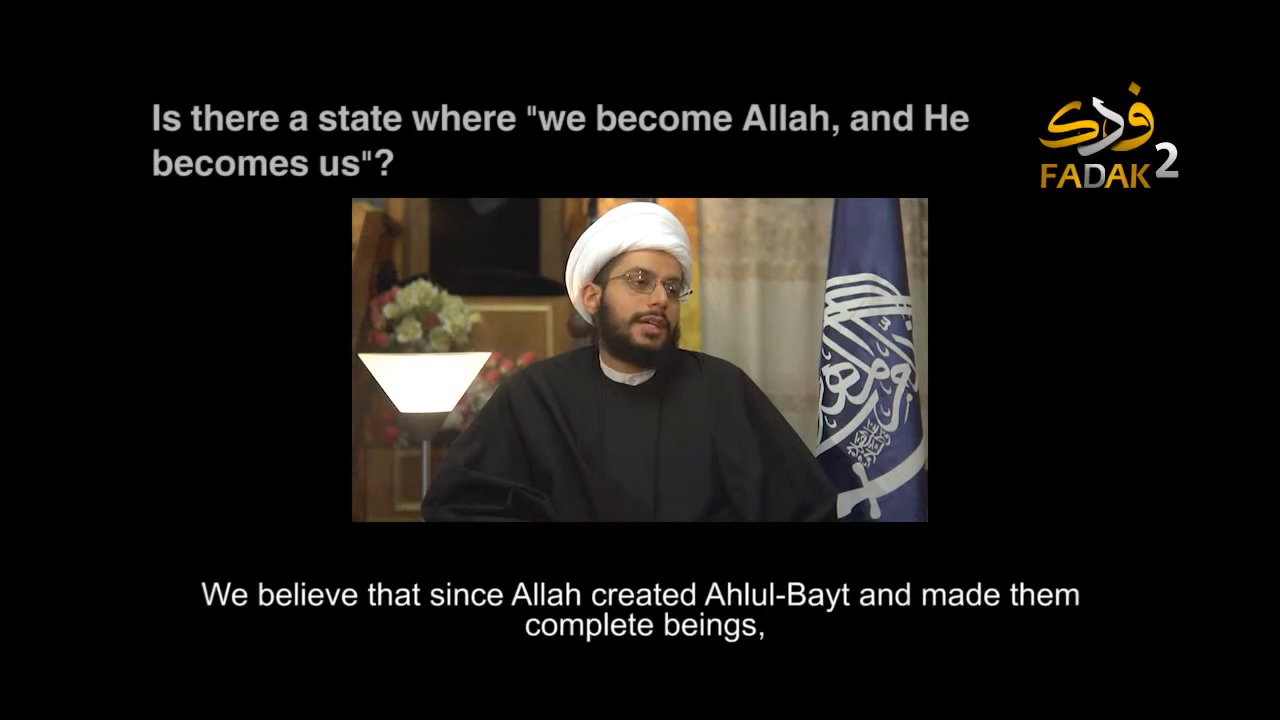 Is there a state where "we become Allah, and He
becomes us"?
فدك
FADAK 2
We believe that since Allah created Ahlul-Bayt and made them
complete beings,